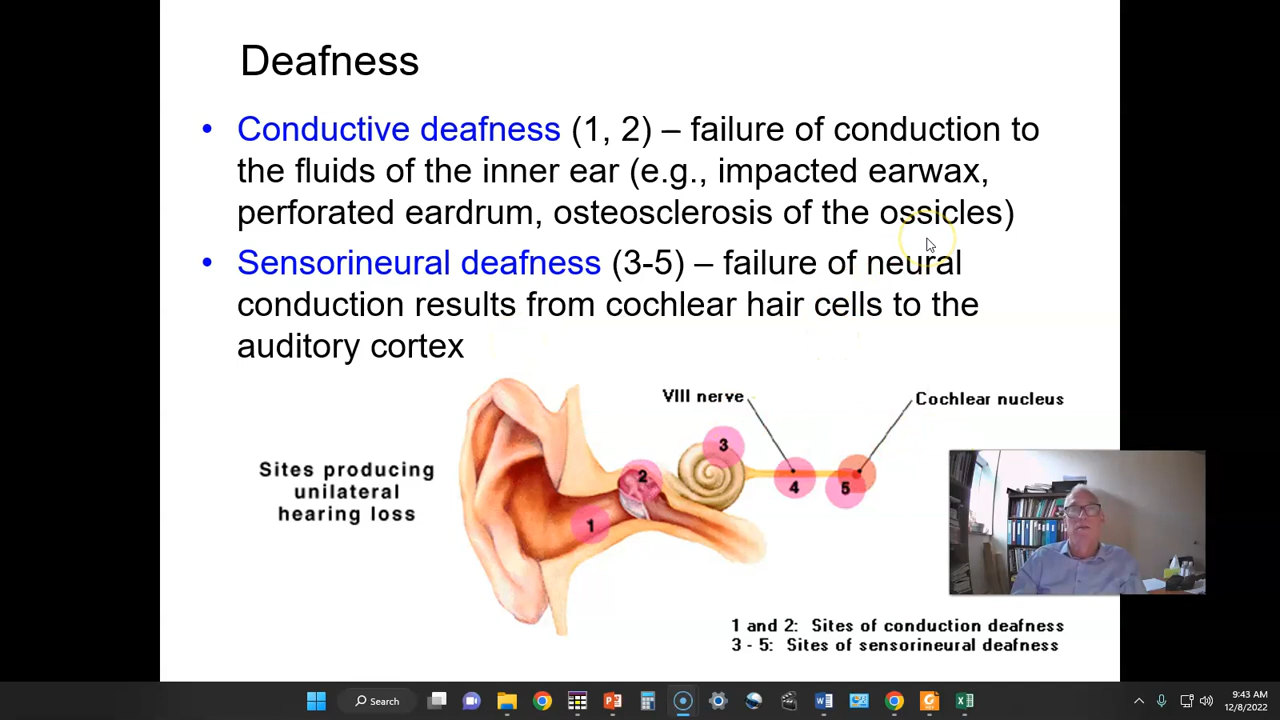 Deafness
• Conductive deafness (1, 2) – failure of conduction to
the fluids of the inner ear (e.g., impacted earwax,
perforated eardrum, osteosclerosis of the ossicles)
• Sensorineural deafness (3-5) – failure of neural
conduction results from cochlear hair cells to the
auditory cortex
VIII nerve
Cochlear nucleus
Sites producing
unilateral
hearing loss
1
2
3
4
5
1 and 2: Sites of conduction deafness
3 - 5: Sites of sensorineural deafness
Search
9:43 AM
12/8/2022